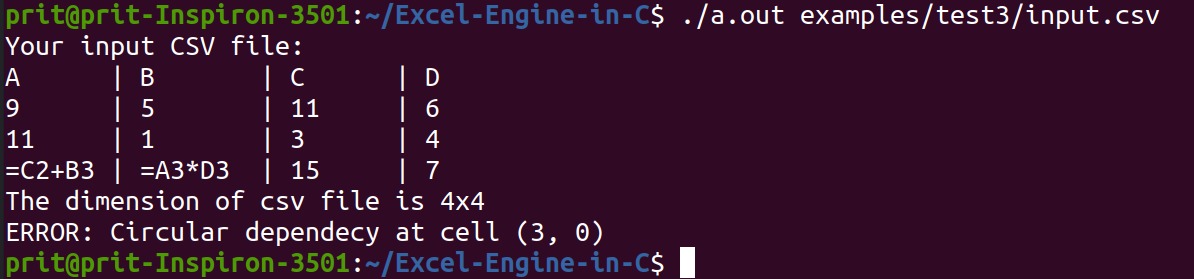 prit@prit-Inspiron-3501:~/Excel-Engine-in-C$ ./a.out examples/test3/input.csv
Your input CSV file:
A       | B       | C       | D
9       | 5       | 11      | 6
11      | 1       | 3       | 4
=C2+B3 | =A3*D3  | 15      | 7
The dimension of csv file is 4x4
ERROR: Circular dependecy at cell (3, 0)
prit@prit-Inspiron-3501:~/Excel-Engine-in-C$